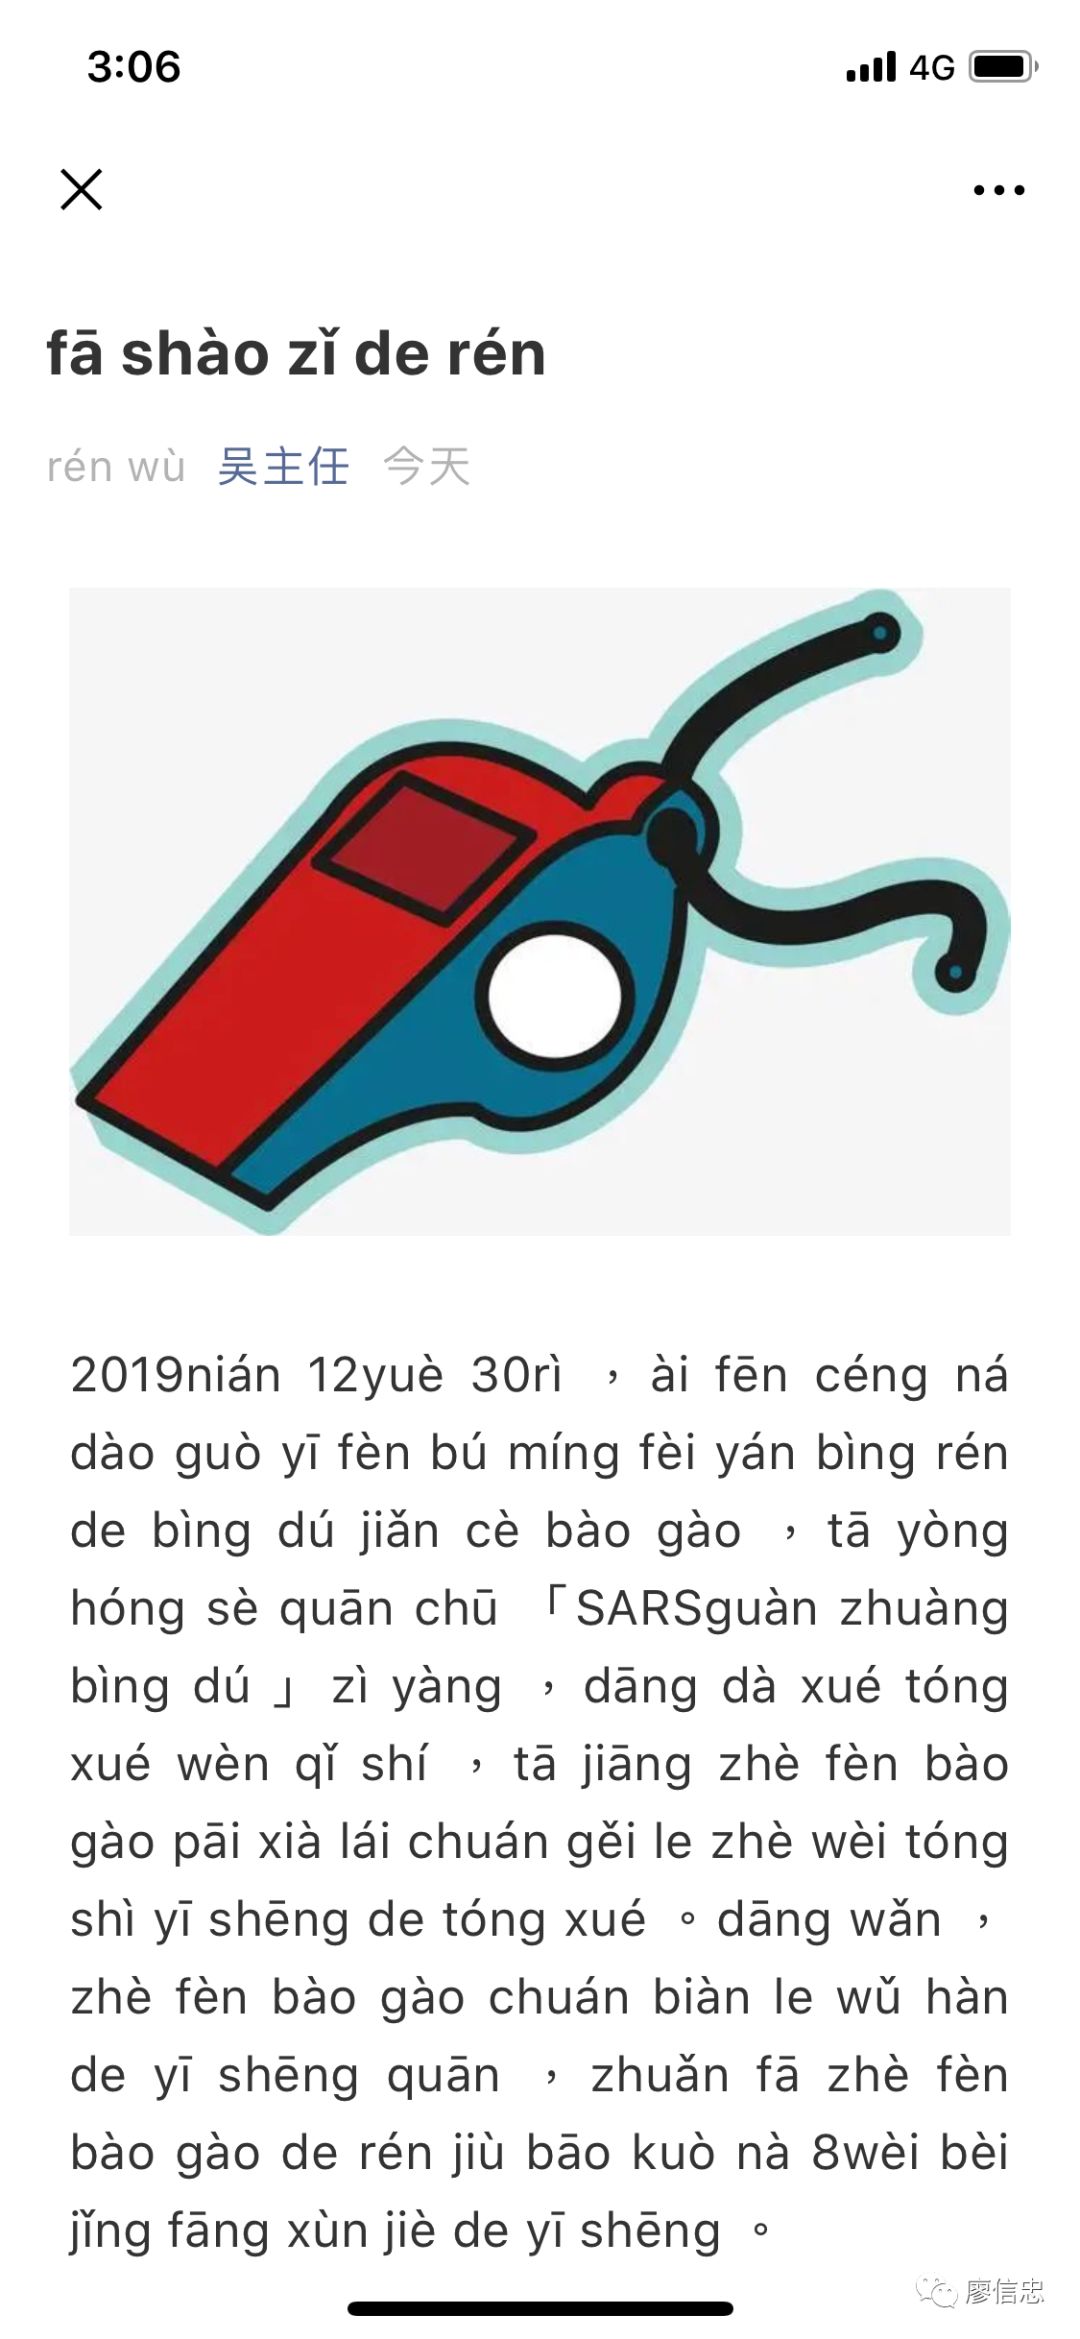 3:06
4G
fā shào zǐ de rén
rén wù 吴主任 今天
2019nián 12yuè 30rì ，ài fēn céng ná
dào guò yī fèn bú míng fèi yán bìng rén
de bìng dú jiǎn cè bào gào ，tā yòng
hóng sè quān chū 「SARSguàn zhuàng
bìng dú」 zì yàng ，dāng dà xué tóng
xué wèn qǐ shí ，tā jiāng zhè fèn bào
gào pāi xià lái chuán gěi le zhè wèi tóng
shì yī shēng de tóng xué 。dāng wǎn ，
zhè fèn bào gào chuán biàn le wǔ hàn
de yī shēng quān ，zhuǎn fā zhè fèn
bào gào de rén jiù bāo kuò nà 8wèi bèi
jǐng fāng xùn jiè de yī shēng 。
廖信忠